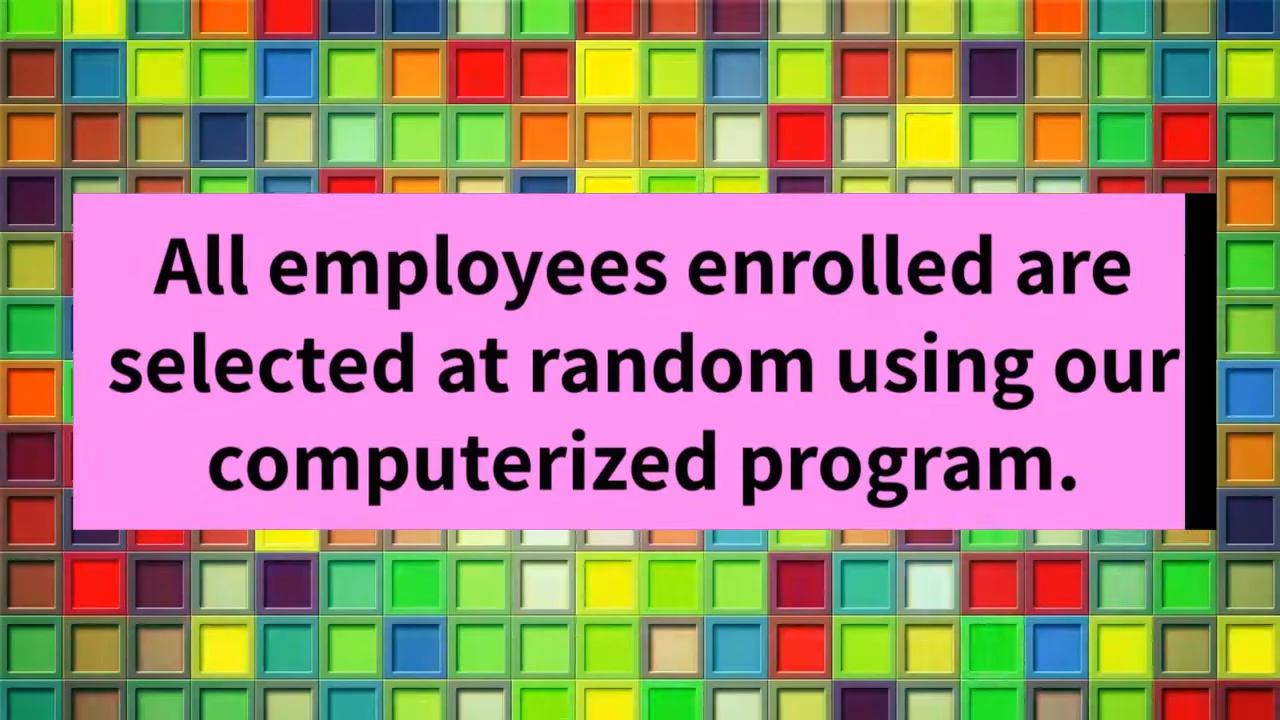 All employees enrolled are
selected at random using our
computerized program.